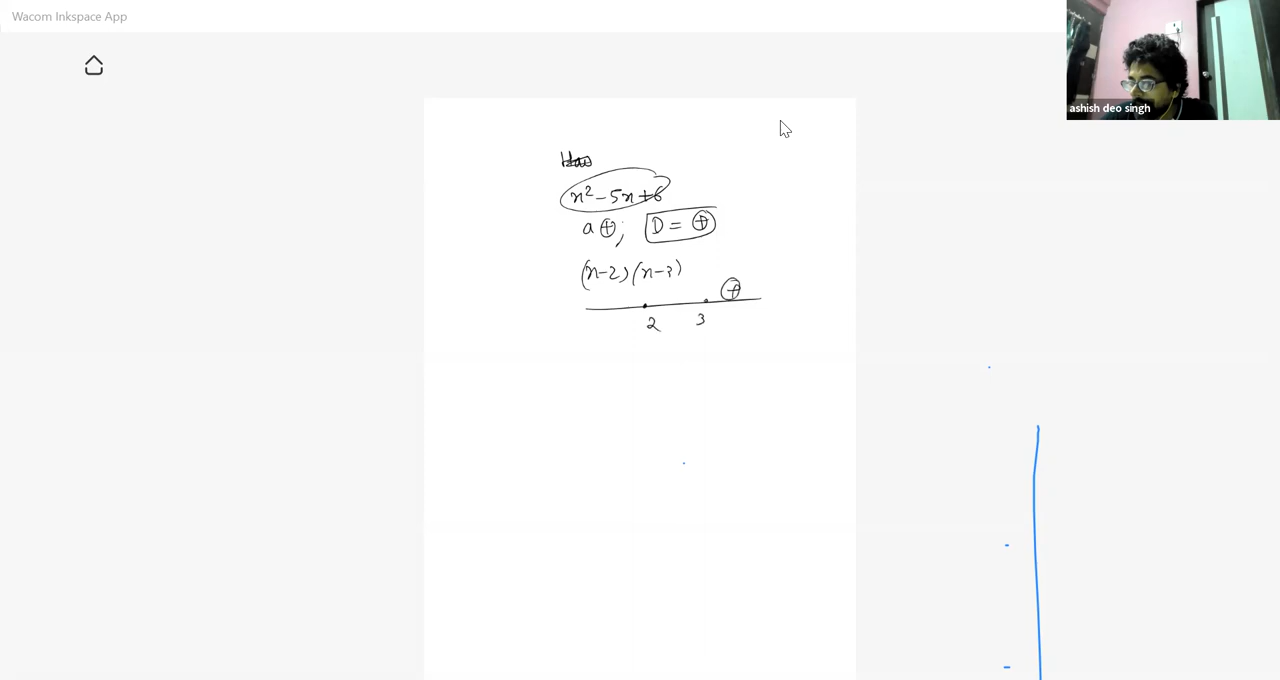 Wacom Inkspace App
ashish deo singh
x² - 5x + 6
a ⊕ ; D = ⊕
(x-2)(x-3)
⊕
2 3